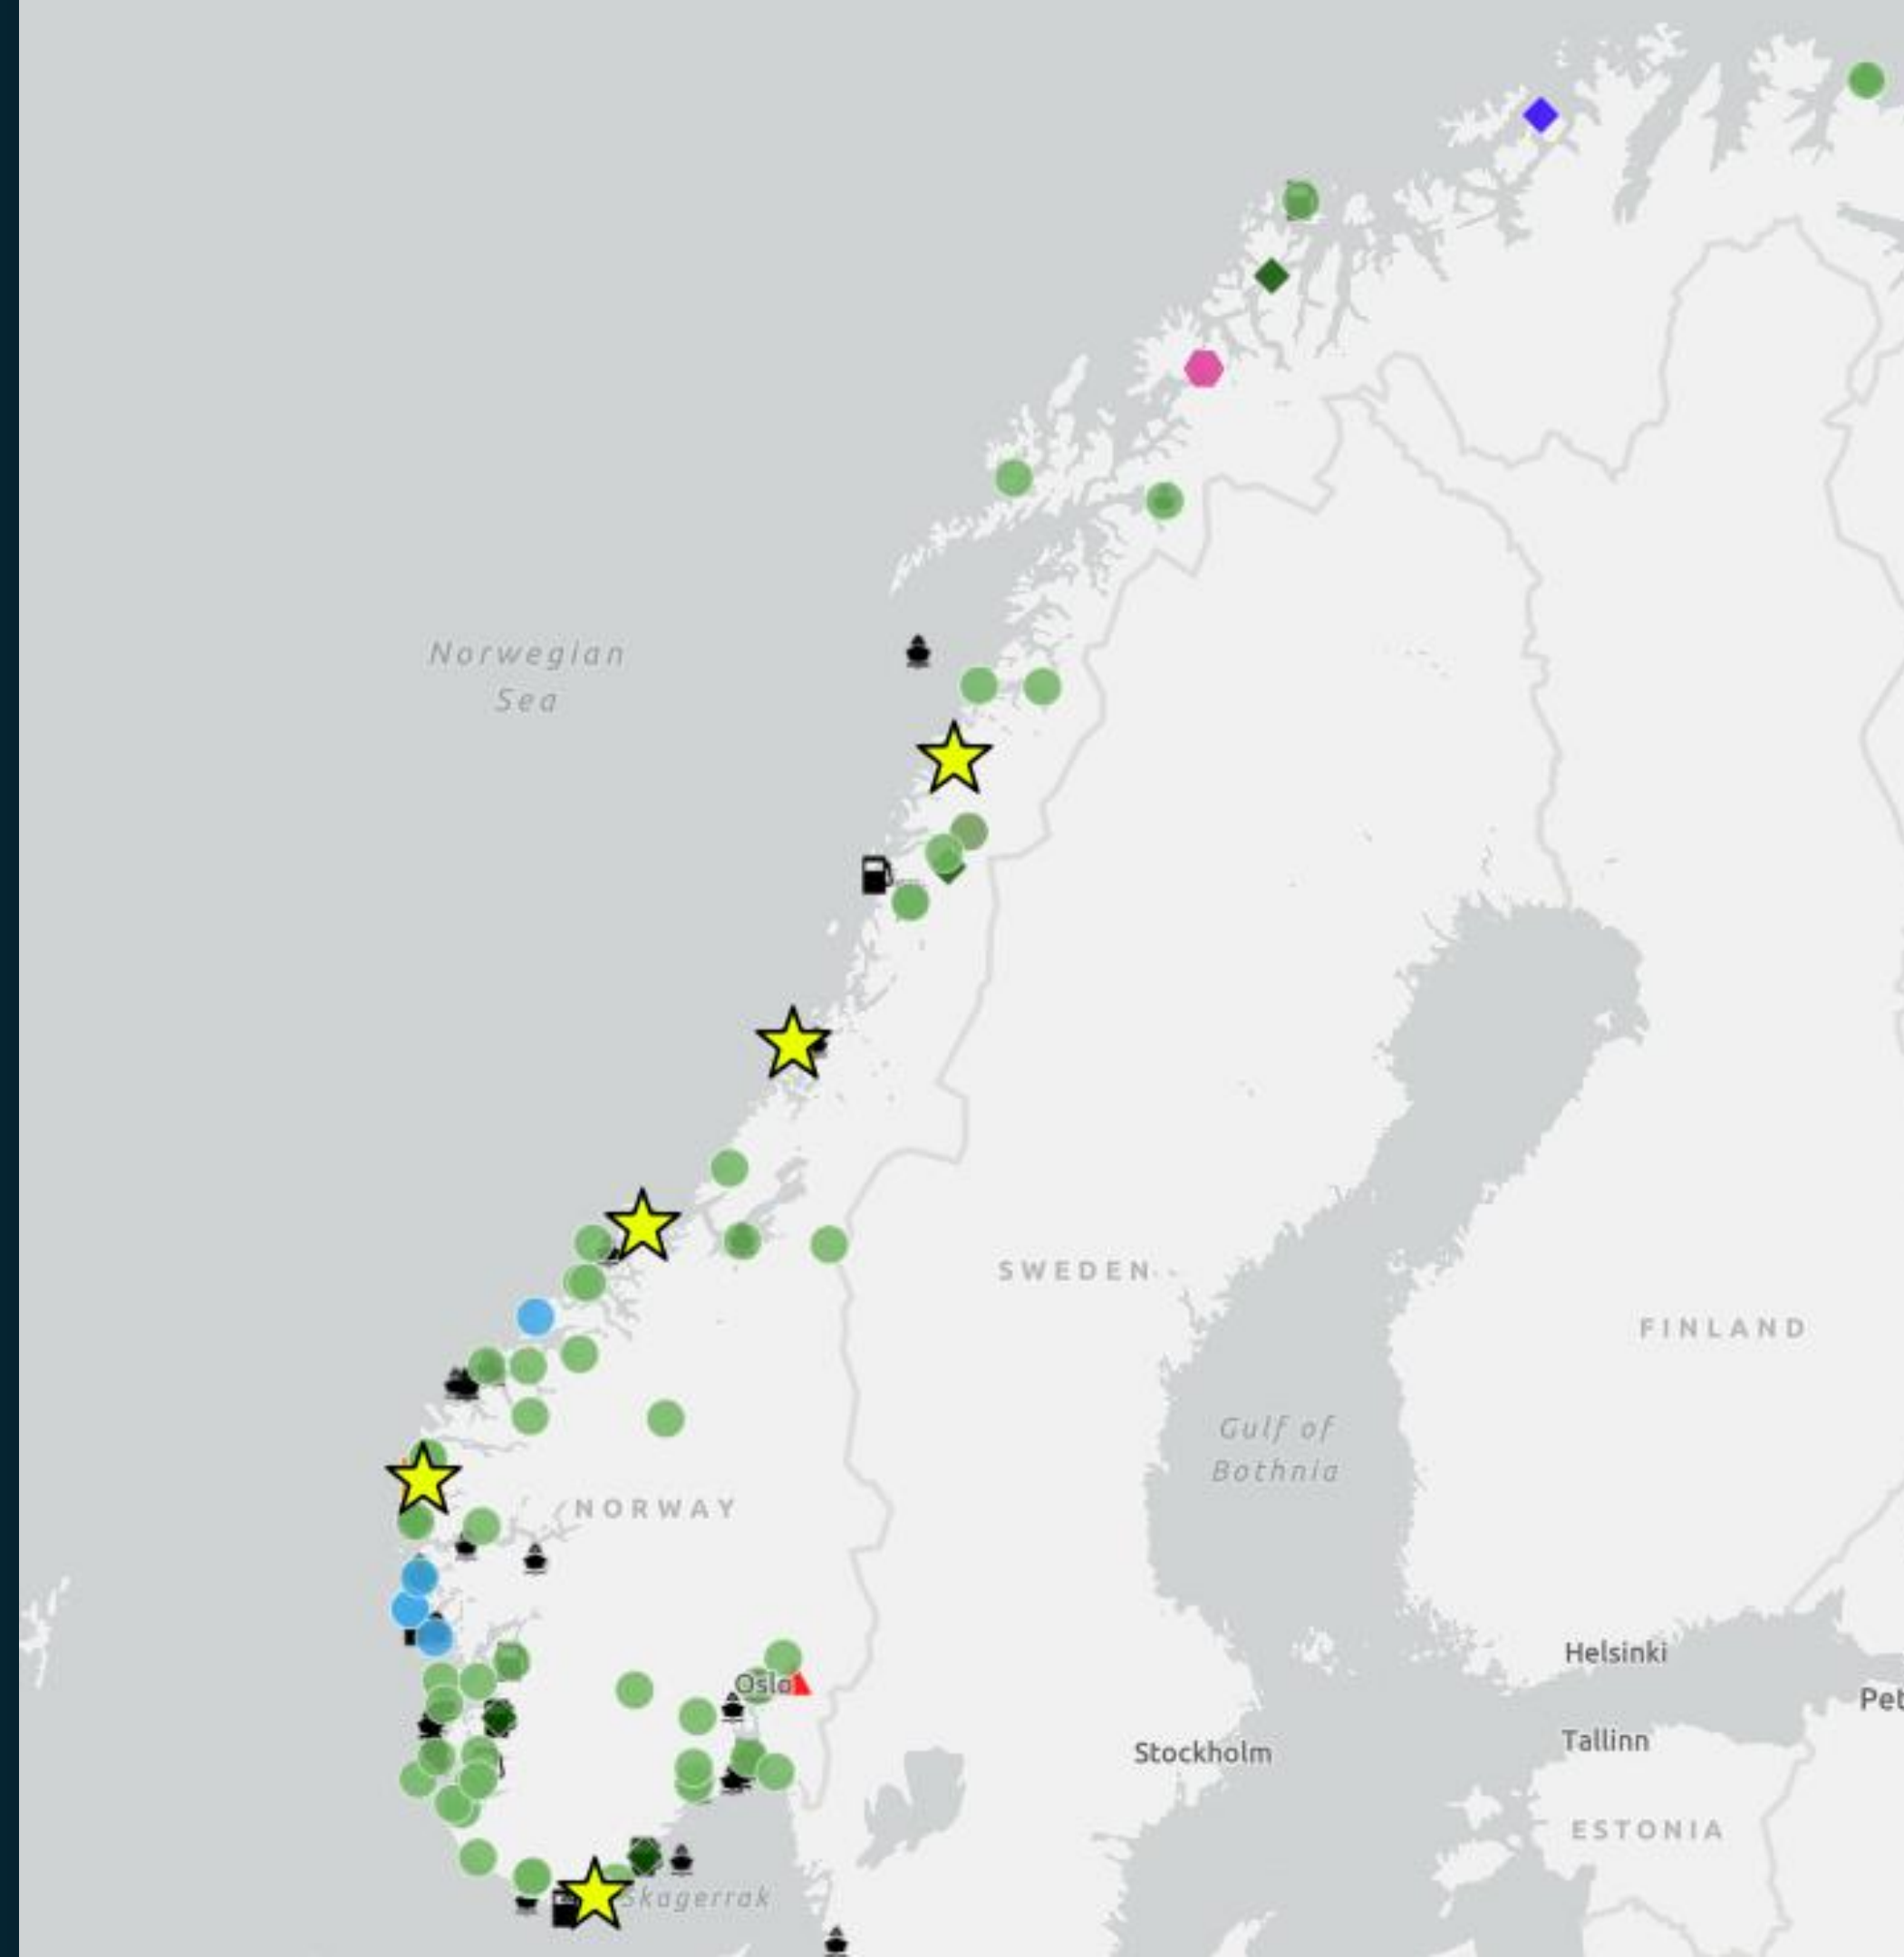 Norwegian
Sea
SWEDEN
FINLAND
Gulf of
Bothnia
NORWAY
Helsinki
Oslo
Pet
Tallinn
Stockholm
ESTONIA
Skagerrak